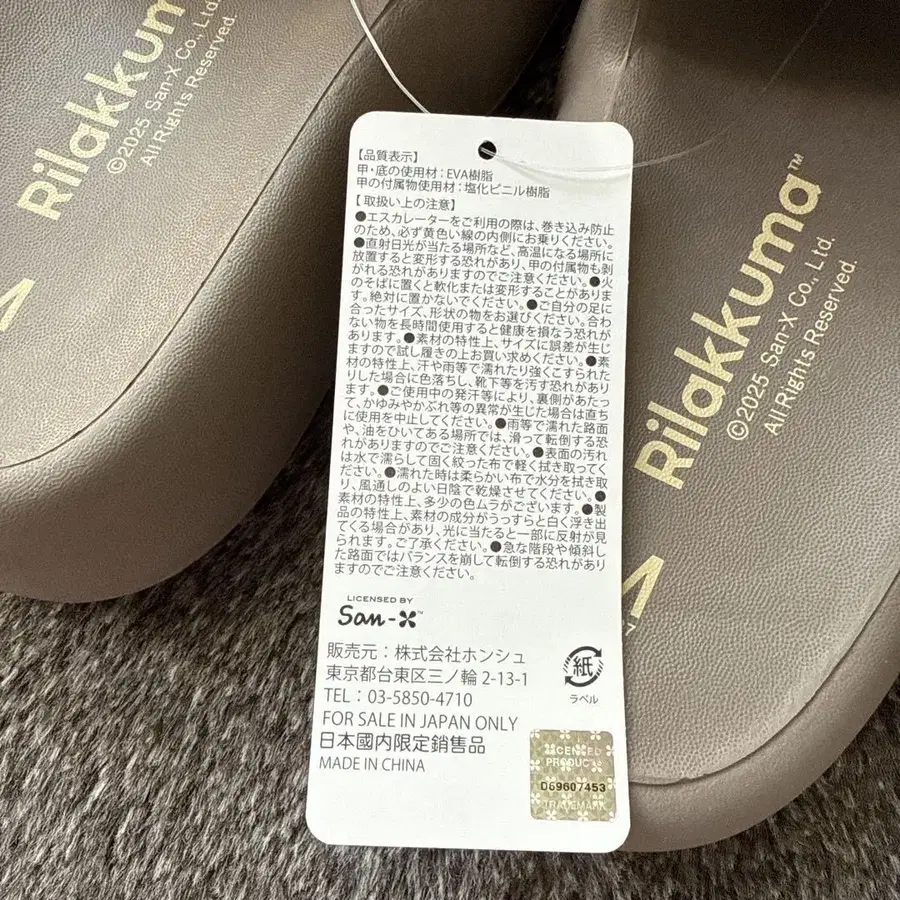 Rilakkum
©2025 San-X Co., Ltd.
All Rights Reserved.
【品質表示】
甲・底の使用材：EVA樹脂
甲の付属物使用材：塩化ビニル樹脂
【取扱い上の注意】
●エスカレーターをご利用の際は、巻き込み防止
のため、必ず黄色い線の内側にお乗りください。
●直射日光が当たる場所など、高温になる場所に
放置すると変形する恐れがあり、甲の付属物も剥
がれる恐れがありますのでご注意ください。●火
のそばに置くと軟化または変形することがありま
す。絶対に置かないでください。●ご自分の足に
合ったサイズ、形状の物をお選びください。合わ
ない物を長時間使用すると健康を損なう恐れが
あります。●素材の特性上、サイズに誤差が生じ
ますので試し履きの上お買い求めください。●素
材の特性上、汗や雨等で濡れたり強くこすられた
りした場合に色落ちし、靴下等を汚す恐れがあり
ます。●ご使用中の発汗等により、裏側があたっ
て、かゆみやかぶれ等の異常が生じた場合は直ち
に使用を中止してください。●雨等で濡れた路面
や、油をひいてある場所では、滑って転倒する恐
れがありますのでご注意ください。●表面の汚れ
は水で濡らして固く絞った布で軽く拭き取ってく
ださい。●濡れた時は柔らかい布で水分を拭き取
り、風通しのよい日陰で乾燥させてください。●
素材の特性上、多少の色ムラがございます。●製
品の特性上、素材の成分がうっすらと白く浮き出
てくる場合があり、光に当たると一部に反射が見
られます。ご了承ください。●急な階段や傾斜し
た路面ではバランスを崩して転倒する恐れがあり
ますのでご注意ください。
LICENSED BY
San-X™
販売元：株式会社ホンシュ
東京都台東区三ノ輪 2-13-1
TEL：03-5850-4710
FOR SALE IN JAPAN ONLY
日本國内限定銷售品
MADE IN CHINA
紙
ラベル
LICENSED
PRODUCT
D69607453
TRADEMARK
Rilakkuma™
©2025 San-X Co., Ltd.
All Rights Reserved.